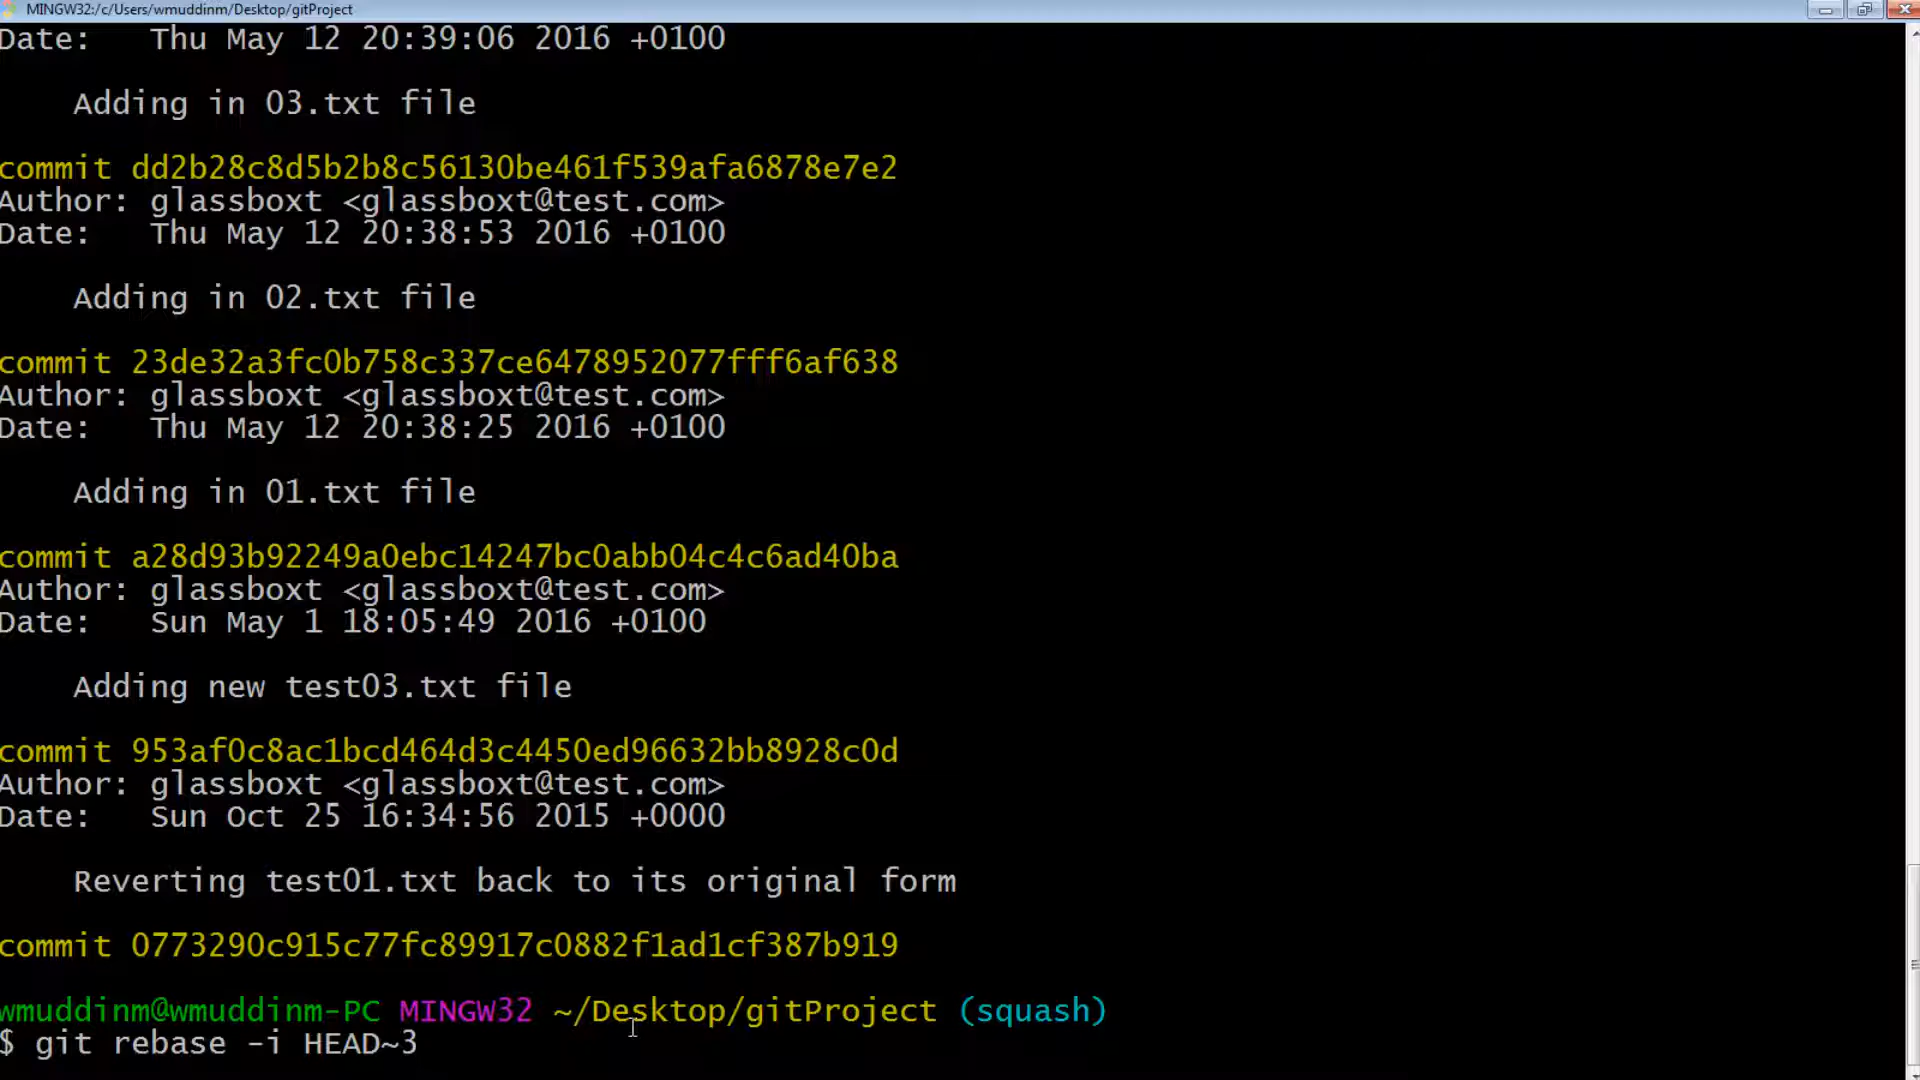 MINGW32:/c/Users/wmuddinm/Desktop/gitProject
Date:   Thu May 12 20:39:06 2016 +0100
Adding in 03.txt file
commit dd2b28c8d5b2b8c56130be461f539afa6878e7e2
Author: glassboxt <glassboxt@test.com>
Date:   Thu May 12 20:38:53 2016 +0100
Adding in 02.txt file
commit 23de32a3fc0b758c337ce6478952077fff6af638
Author: glassboxt <glassboxt@test.com>
Date:   Thu May 12 20:38:25 2016 +0100
Adding in 01.txt file
commit a28d93b92249a0ebc14247bc0abb04c4c6ad40ba
Author: glassboxt <glassboxt@test.com>
Date:   Sun May 1 18:05:49 2016 +0100
Adding new test03.txt file
commit 953af0c8ac1bcd464d3c4450ed96632bb8928c0d
Author: glassboxt <glassboxt@test.com>
Date:   Sun Oct 25 16:34:56 2015 +0000
Reverting test01.txt back to its original form
commit 0773290c915c77fc89917c0882f1ad1cf387b919
wmuddinm@wmuddinm-PC MINGW32 ~/Desktop/gitProject (squash)
$ git rebase -i HEAD~3